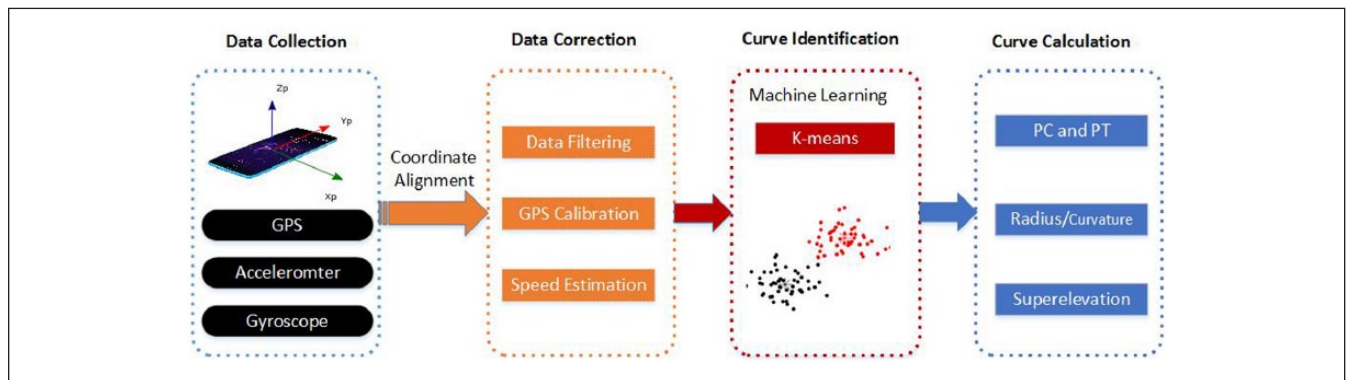 Data Collection
Data Correction
Curve Identification
Curve Calculation
Zp
Yp
Xp
GPS
Acceleromter
Gyroscope
Coordinate
Alignment
Data Filtering
GPS Calibration
Speed Estimation
Machine Learning
K-means
PC and PT
Radius/Curvature
Superelevation